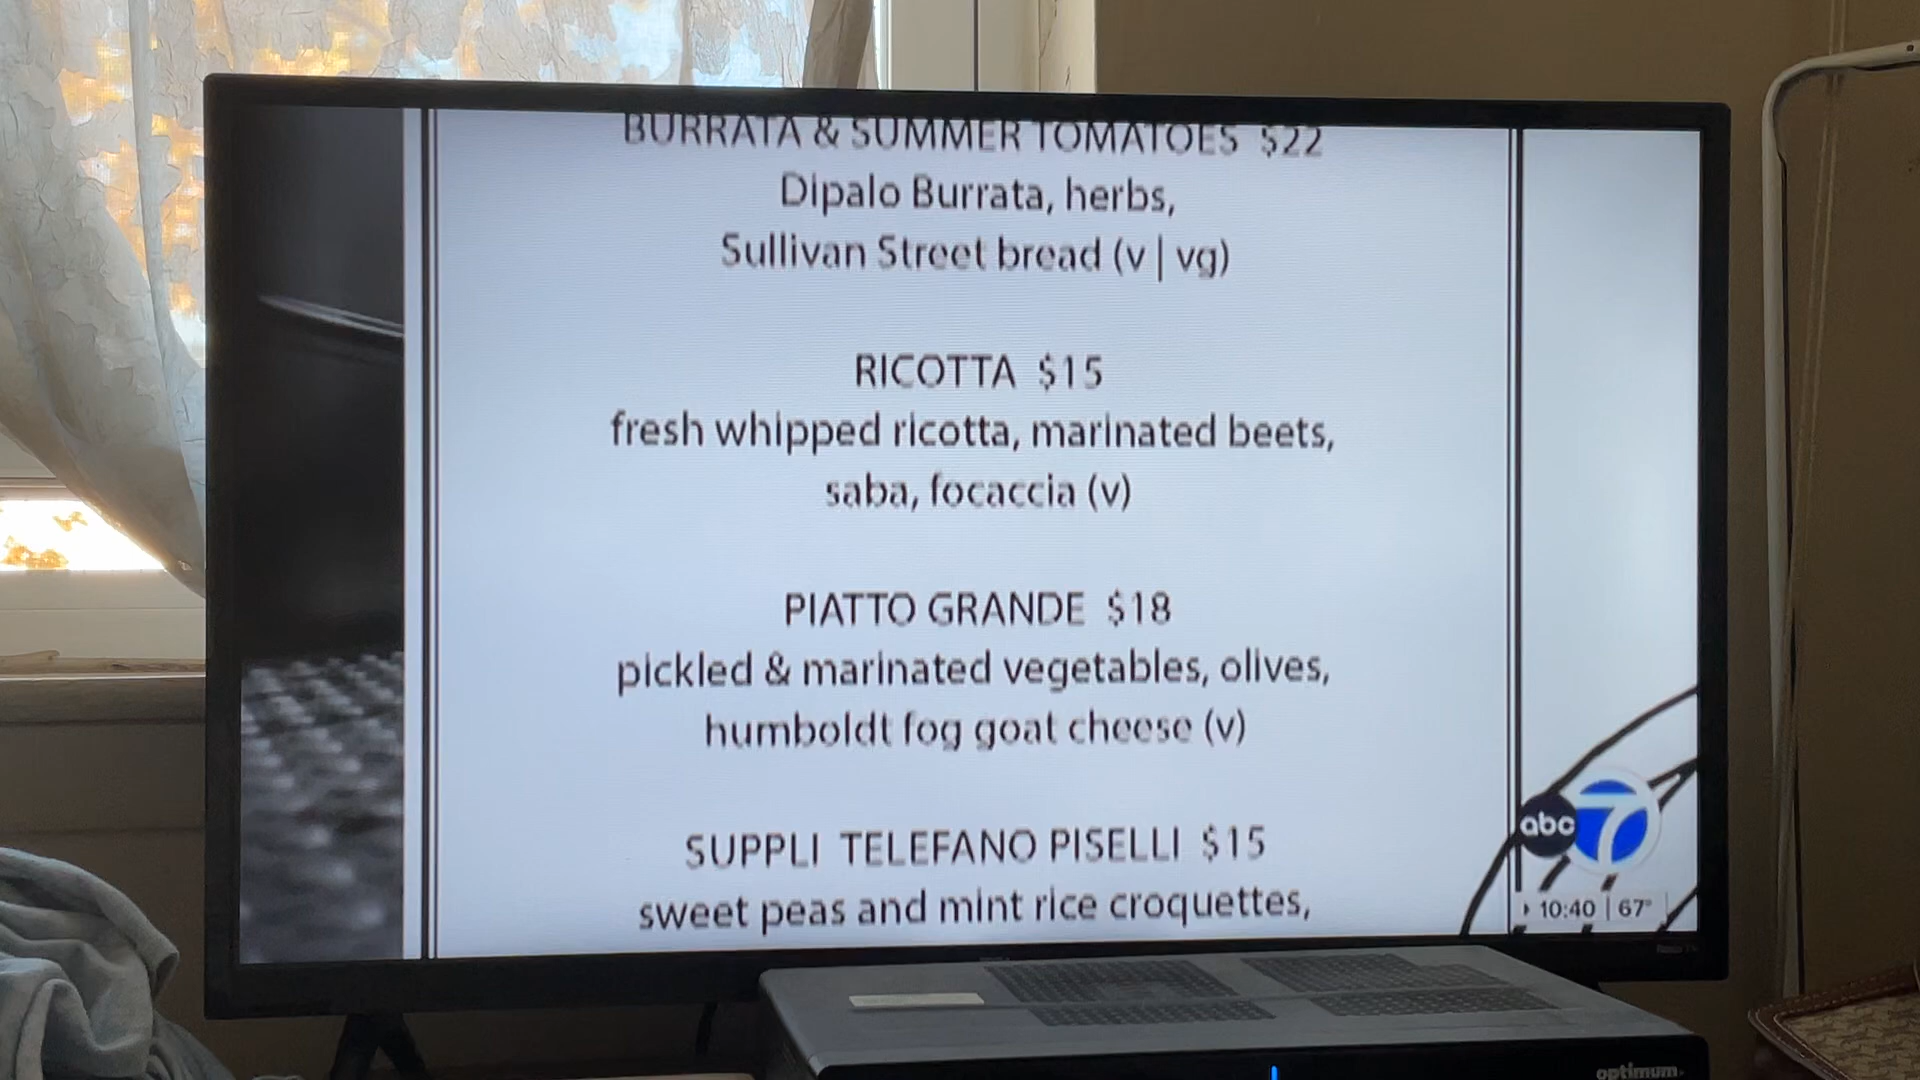 BURRATA & SUMMER TOMATOES $22
Dipalo Burrata, herbs,
Sullivan Street bread (v | vg)
RICOTTA $15
fresh whipped ricotta, marinated beets,
saba, focaccia (v)
PIATTO GRANDE $18
pickled & marinated vegetables, olives,
humboldt fog goat cheese (v)
SUPPLI TELEFANO PISELLI $15
sweet peas and mint rice croquettes,
abc 7
10:40 | 67°
optimum.